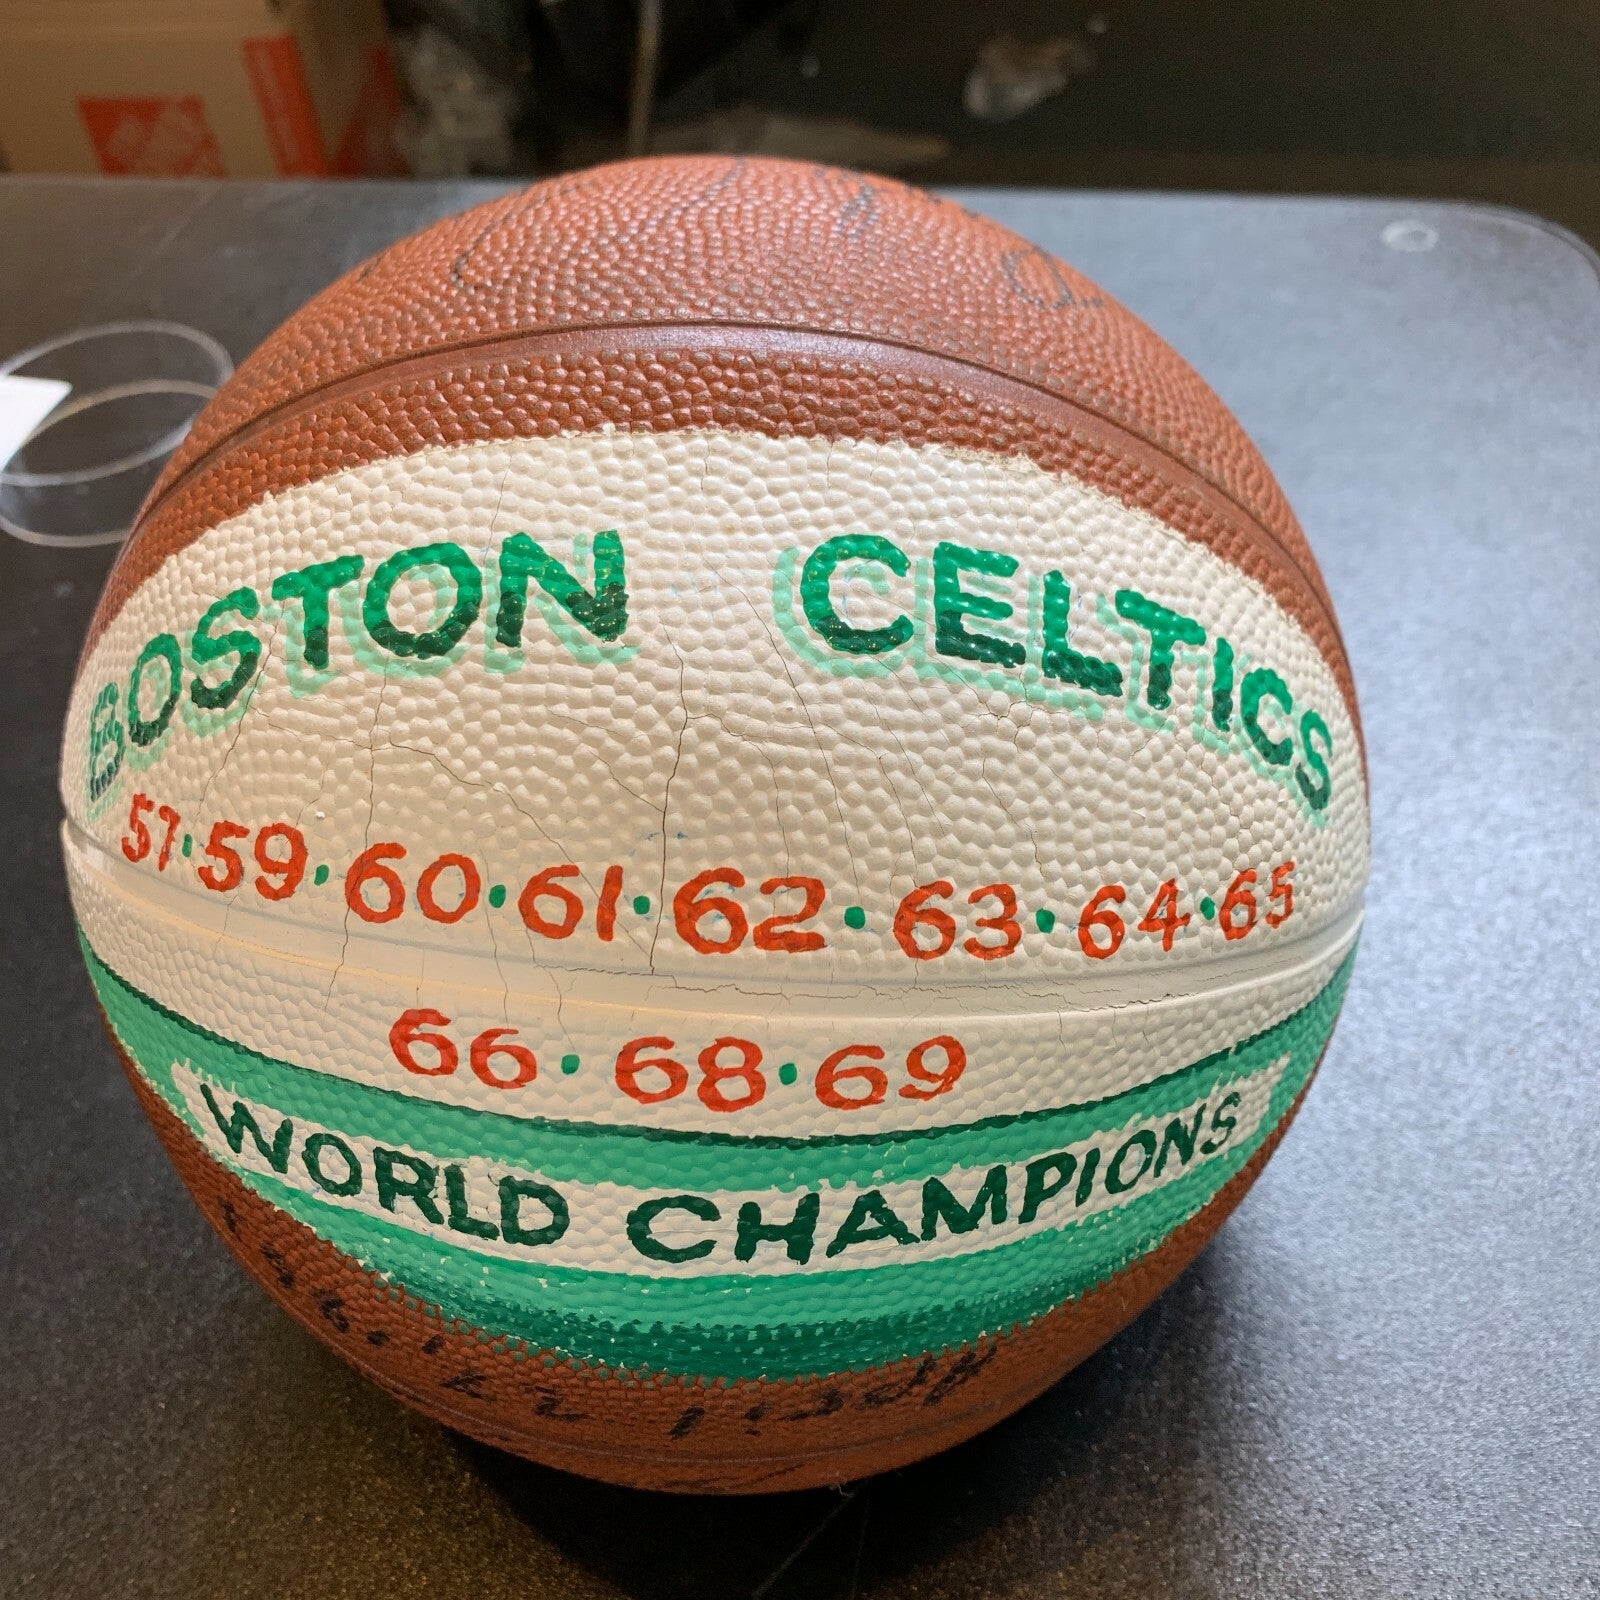 BOSTON CELTICS
57·59·60·61·62·63·64·65
66·68·69
WORLD CHAMPIONS